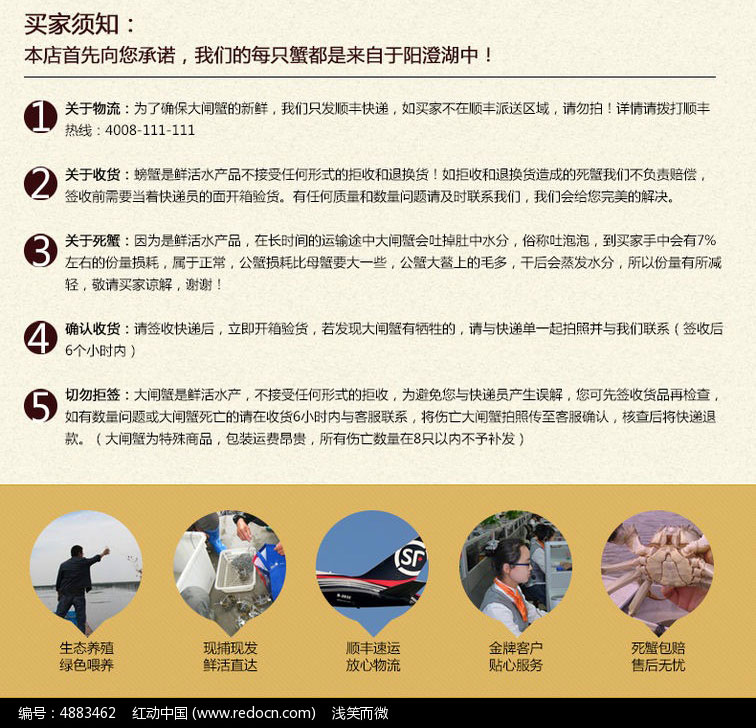 买家须知：
本店首先向您承诺，我们的每只蟹都是来自于阳澄湖中！
1 关于物流：为了确保大闸蟹的新鲜，我们只发顺丰快递，如买家不在顺丰派送区域，请勿拍！详情请拨打顺丰
热线：4008-111-111
2 关于收货：螃蟹是鲜活水产品不接受任何形式的拒收和退换货！如拒收和退换货造成的死蟹我们不负责赔偿，
签收前需要当着快递员的面开箱验货。有任何质量和数量问题请及时联系我们，我们会给您完美的解决。
3 关于死蟹：因为是鲜活水产品，在长时间的运输途中大闸蟹会吐掉肚中水分，俗称吐泡泡，到买家手中会有7%
左右的份量损耗，属于正常，公蟹损耗比母蟹要大一些，公蟹大鳌上的毛多，干后会蒸发水分，所以份量有所减
轻，敬请买家谅解，谢谢！
4 确认收货：请签收快递后，立即开箱验货，若发现大闸蟹有牺牲的，请与快递单一起拍照并与我们联系（签收后
6个小时内）
5 切勿拒签：大闸蟹是鲜活水产，不接受任何形式的拒收，为避免您与快递员产生误解，您可先签收货品再检查，
如有数量问题或大闸蟹死亡的请在收货6小时内与客服联系，将伤亡大闸蟹拍照传至客服确认，核查后将快递退
款。（大闸蟹为特殊商品，包装运费昂贵，所有伤亡数量在8只以内不予补发）
SF
生态养殖 现捕现发 顺丰速运 金牌客户 死蟹包赔
绿色喂养 鲜活直达 放心物流 贴心服务 售后无忧
编号：4883462 红动中国 (www.redocn.com) 浅笑而微